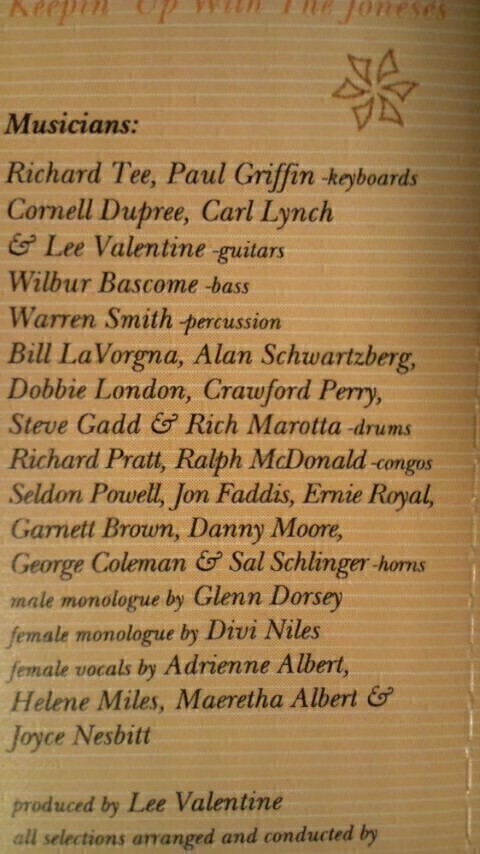 Keepin' Up With The Joneses
Musicians:
Richard Tee, Paul Griffin -keyboards
Cornell Dupree, Carl Lynch
& Lee Valentine -guitars
Wilbur Bascome -bass
Warren Smith -percussion
Bill LaVorgna, Alan Schwartzberg,
Dobbie London, Crawford Perry,
Steve Gadd & Rich Marotta -drums
Richard Pratt, Ralph McDonald -congos
Seldon Powell, Jon Faddis, Ernie Royal,
Garnett Brown, Danny Moore,
George Coleman & Sal Schlinger -horns
male monologue by Glenn Dorsey
female monologue by Divi Niles
female vocals by Adrienne Albert,
Helene Miles, Maeretha Albert &
Joyce Nesbitt
produced by Lee Valentine
all selections arranged and conducted by